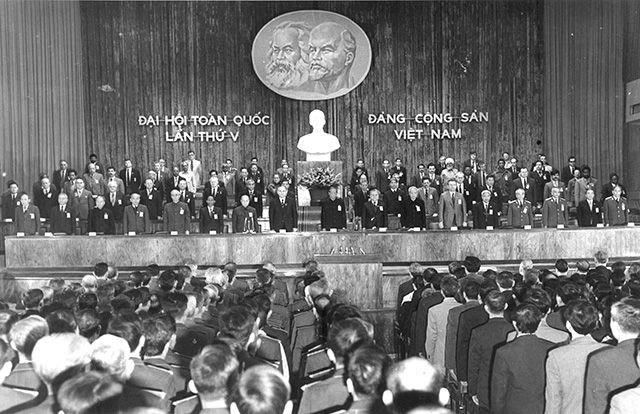 ĐẠI HỘI TOÀN QUỐC
LẦN THỨ V
ĐẢNG CỘNG SẢN
VIỆT NAM